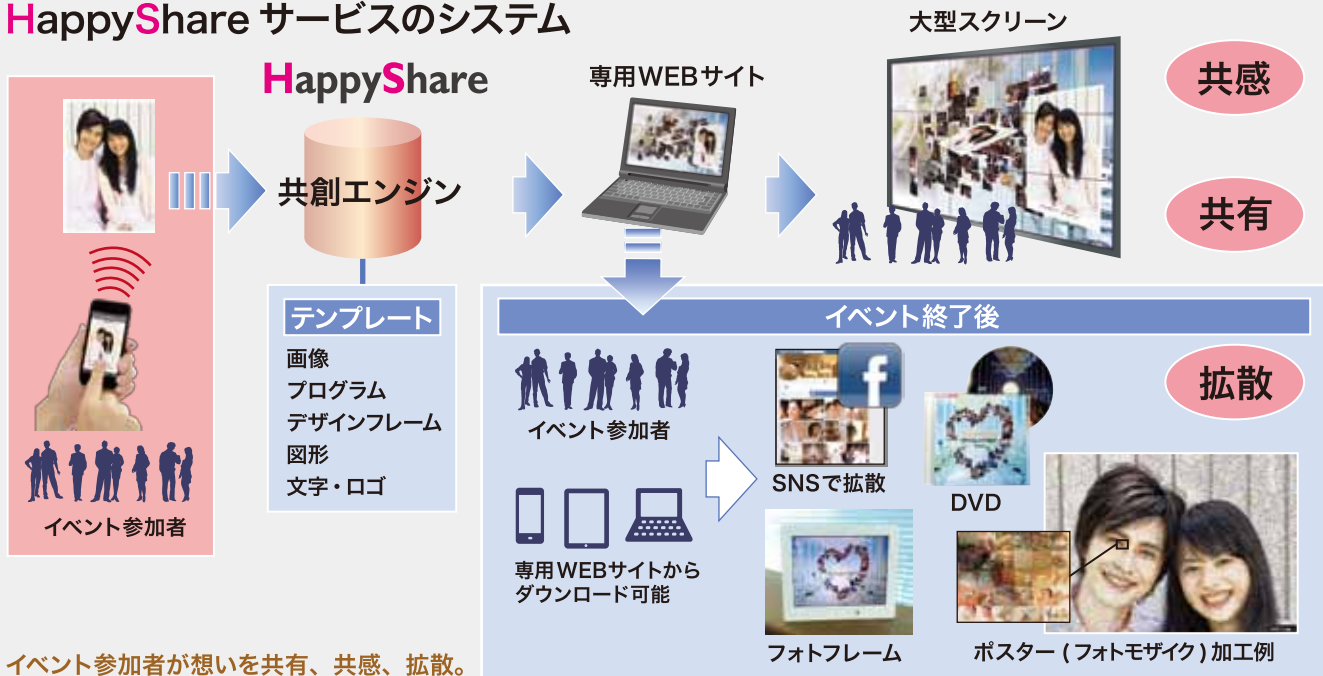 HappyShare サービスのシステム
HappyShare
共創エンジン
専用WEBサイト
大型スクリーン
共感
共有
テンプレート
画像
プログラム
デザインフレーム
図形
文字・ロゴ
イベント参加者
イベント終了後
拡散
イベント参加者
専用WEBサイトから
ダウンロード可能
f
SNSで拡散
DVD
フォトフレーム
ポスター (フォトモザイク) 加工例
イベント参加者が想いを共有、共感、拡散。